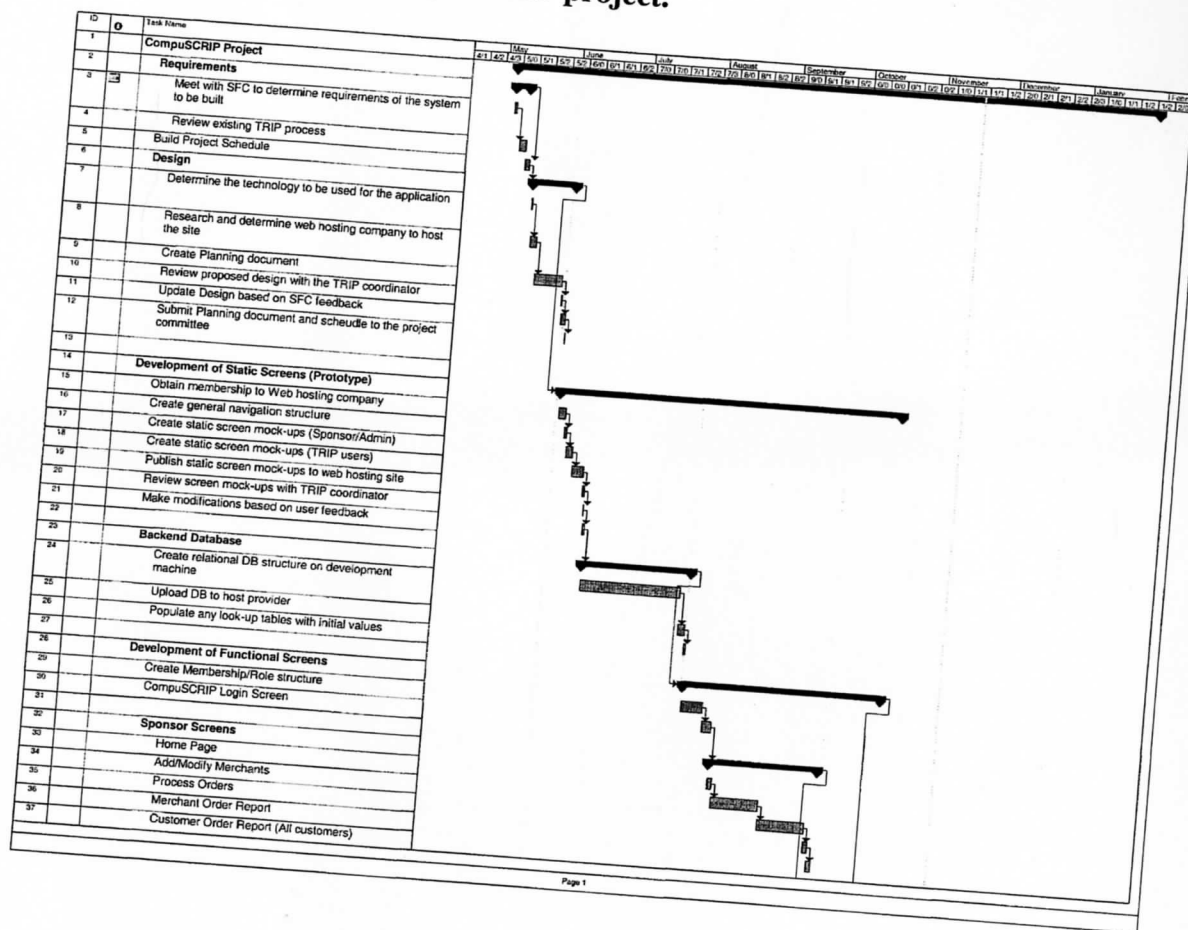 project.
ID
o
Task Name
1
CompuSCRIP Project
2
Requirements
3
Meet with SFC to determine requirements of the system
to be built
4
Review existing TRIP process
5
Build Project Schedule
6
Design
7
Determine the technology to be used for the application
8
Research and determine web hosting company to host
the site
9
Create Planning document
10
Review proposed design with the TRIP coordinator
11
Update Design based on SFC feedback
12
Submit Planning document and scheudle to the project
committee
13
14
Development of Static Screens (Prototype)
15
Obtain membership to Web hosting company
16
Create general navigation structure
17
Create static screen mock-ups (Sponsor/Admin)
18
Create static screen mock-ups (TRIP users)
19
Publish static screen mock-ups to web hosting site
20
Review screen mock-ups with TRIP coordinator
21
Make modifications based on user feedback
22
23
Backend Database
24
Create relational DB structure on development
machine
25
Upload DB to host provider
26
Populate any look-up tables with initial values
27
28
Development of Functional Screens
29
Create Membership/Role structure
30
CompuSCRIP Login Screen
31
32
Sponsor Screens
33
Home Page
34
Add/Modify Merchants
35
Process Orders
36
Merchant Order Report
37
Customer Order Report (All customers)
May June July August September October November December January
Page 1